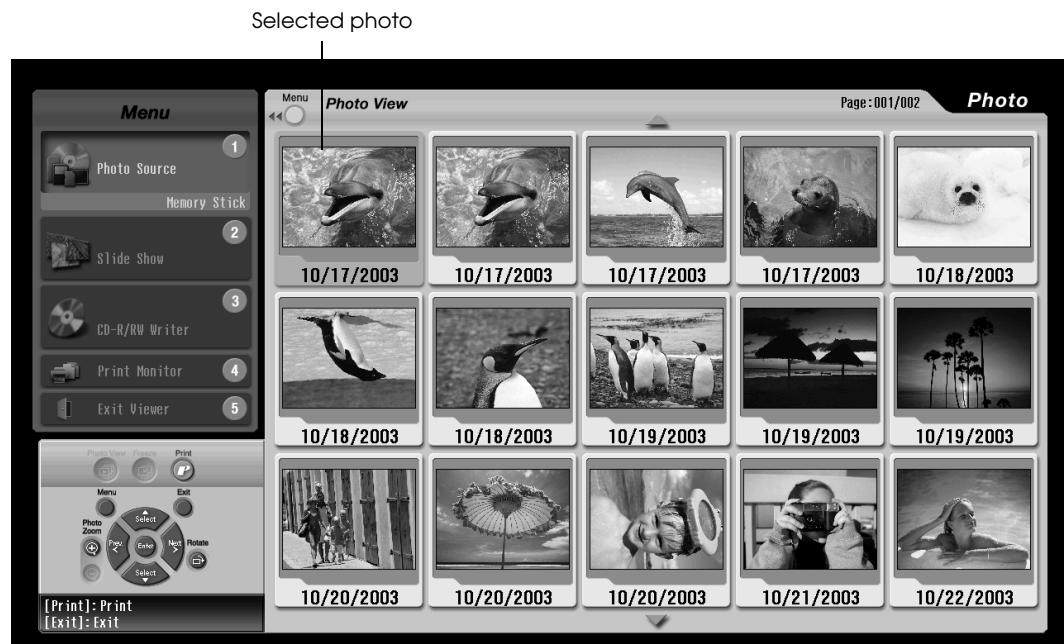 Selected photo
Menu
Photo Source
1
Memory Stick
Slide Show
2
CD-R/RW Writer
3
Print Monitor
4
Exit Viewer
5
Photo View
Freeze
Print
P
Menu
Exit
Photo Zoom
Select
Prev.
Enter
Next
Rotate
Select
[Print]: Print
[Exit]: Exit
Menu
Photo View
Page:001/002
Photo
10/17/2003
10/17/2003
10/17/2003
10/17/2003
10/18/2003
10/18/2003
10/18/2003
10/19/2003
10/19/2003
10/19/2003
10/20/2003
10/20/2003
10/20/2003
10/21/2003
10/22/2003